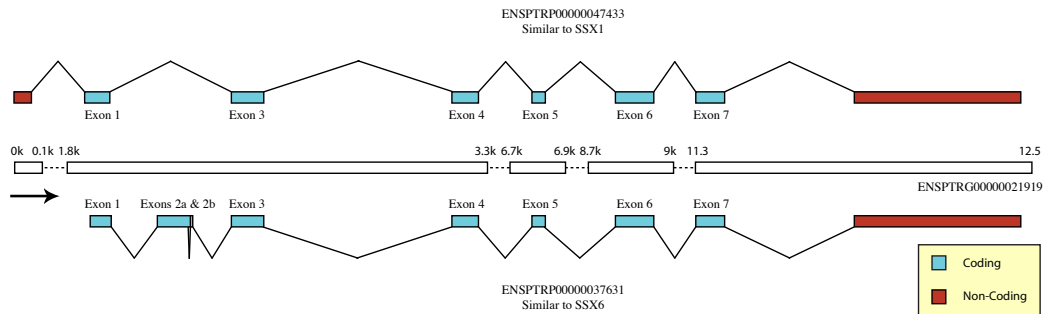 ENSPTRP00000047433
Similar to SSX1
Exon 1 Exon 3 Exon 4 Exon 5 Exon 6 Exon 7
0k 0.1k 1.8k 3.3k 6.7k 6.9k 8.7k 9k 11.3 12.5
ENSPTRG00000021919
Exon 1 Exons 2a & 2b Exon 3 Exon 4 Exon 5 Exon 6 Exon 7
Coding
ENSPTRP00000037631
Similar to SSX6
Non-Coding